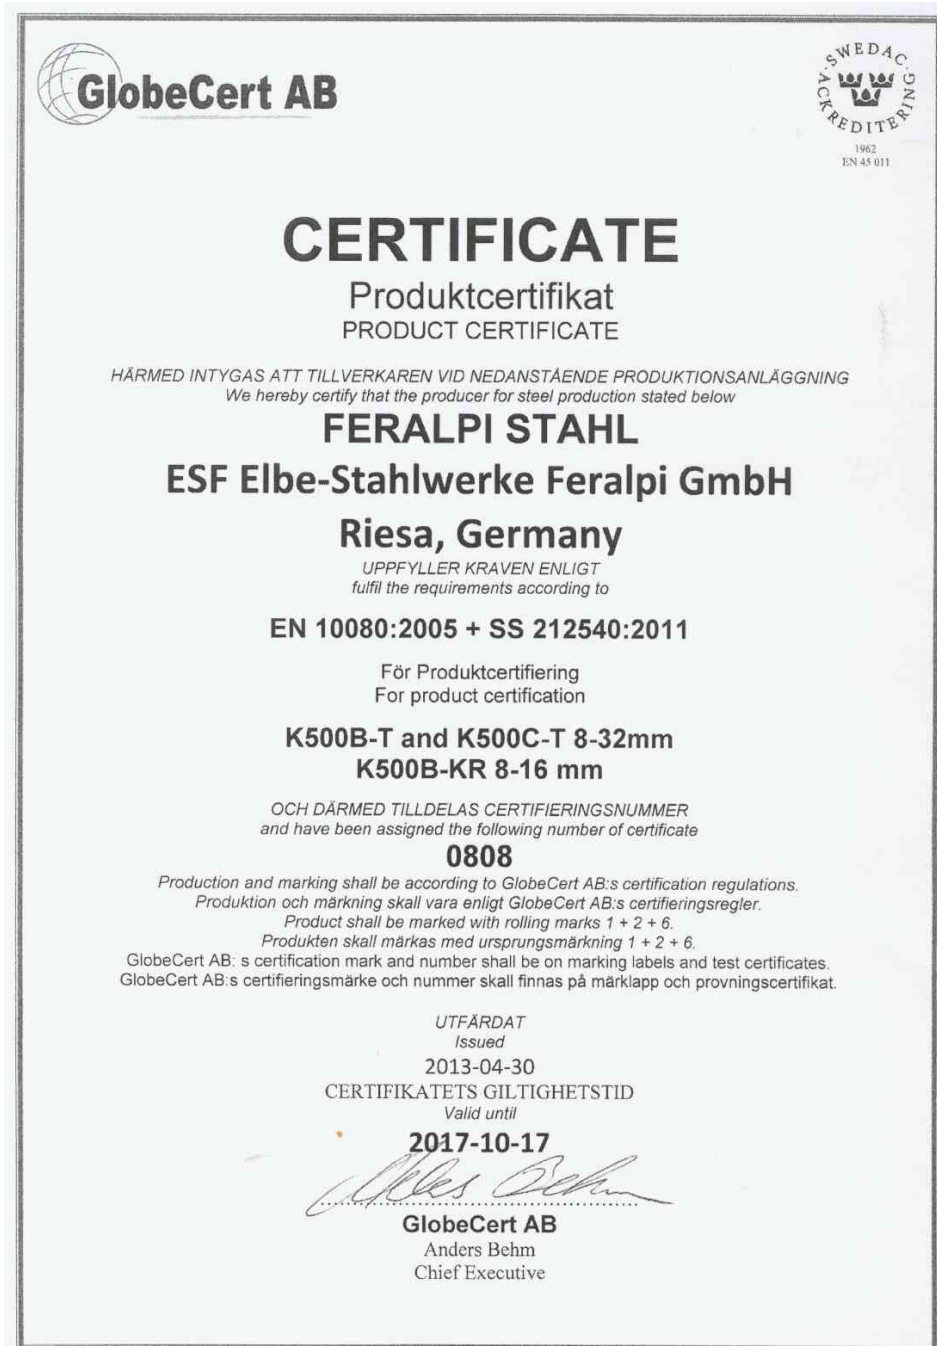 GlobeCert AB
SWEDAC
ACKREDITERING
1962
EN 45 011
CERTIFICATE
Produktcertifikat
PRODUCT CERTIFICATE
HÄRMED INTYGAS ATT TILLVERKAREN VID NEDANSTÅENDE PRODUKTIONSANLÄGGNING
We hereby certify that the producer for steel production stated below
FERALPI STAHL
ESF Elbe-Stahlwerke Feralpi GmbH
Riesa, Germany
UPPFYLLER KRAVEN ENLIGT
fulfil the requirements according to
EN 10080:2005 + SS 212540:2011
För Produktcertifiering
For product certification
K500B-T and K500C-T 8-32mm
K500B-KR 8-16 mm
OCH DÄRMED TILLDELAS CERTIFIERINGSNUMMER
and have been assigned the following number of certificate
0808
Production and marking shall be according to GlobeCert AB:s certification regulations.
Produktion och märkning skall vara enligt GlobeCert AB:s certifieringsregler.
Product shall be marked with rolling marks 1 + 2 + 6.
Produkten skall märkas med ursprungsmärkning 1 + 2 + 6.
GlobeCert AB: s certification mark and number shall be on marking labels and test certificates.
GlobeCert AB:s certifieringsmärke och nummer skall finnas på märklapp och provningscertifikat.
UTFÄRDAT
Issued
2013-04-30
CERTIFIKATETS GILTIGHETSTID
Valid until
2017-10-17
GlobeCert AB
Anders Behm
Chief Executive